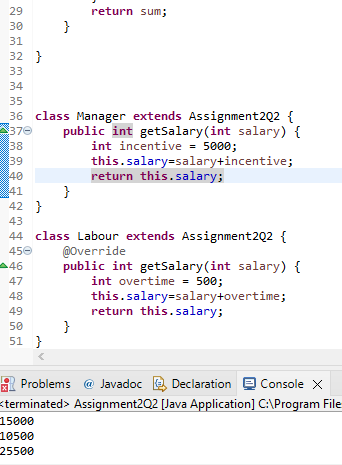 29 return sum;
30 }
31
32 }
33
34
35
36 class Manager extends Assignment2Q2 {
37 public int getSalary(int salary) {
38 int incentive = 5000;
39 this.salary=salary+incentive;
40 return this.salary;
41 }
42 }
43
44 class Labour extends Assignment2Q2 {
45 @Override
46 public int getSalary(int salary) {
47 int overtime = 500;
48 this.salary=salary+overtime;
49 return this.salary;
50 }
51 }
Problems @ Javadoc Declaration Console
<terminated> Assignment2Q2 [Java Application] C:\Program File
15000
10500
25500